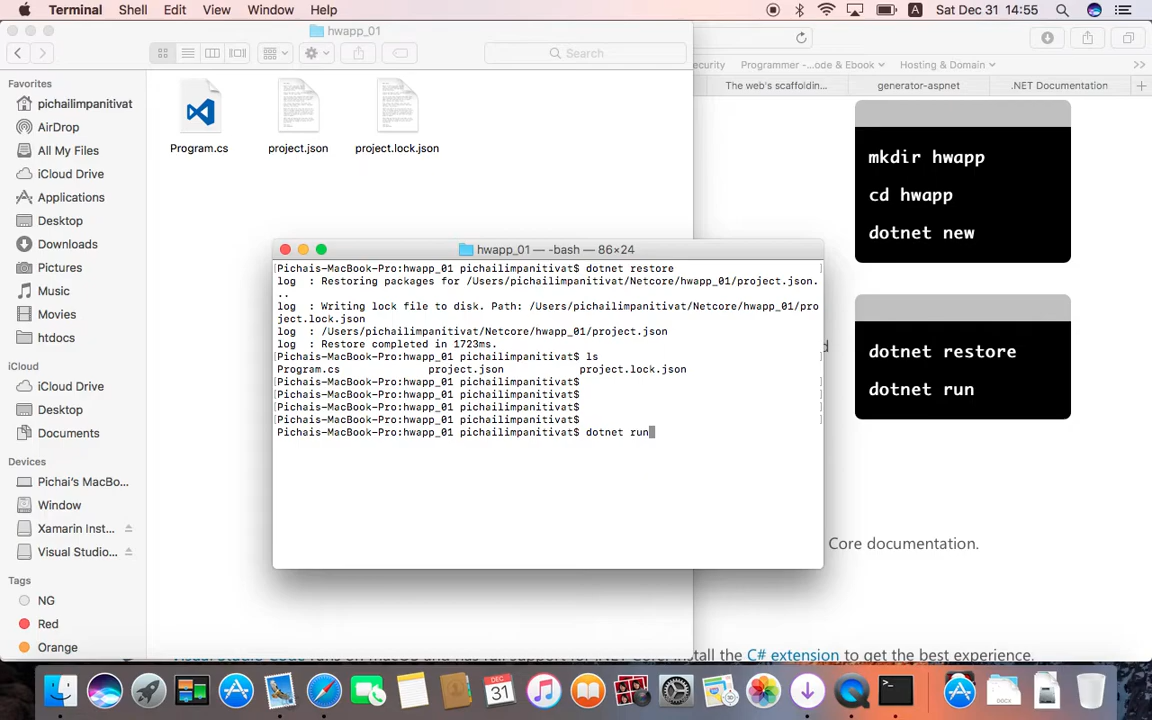 Terminal Shell Edit View Window Help
A Sat Dec 31 14:55
hwapp_01
Search
Favorites
pichailimpanitivat
AirDrop
All My Files
iCloud Drive
Applications
Desktop
Downloads
Pictures
Music
Movies
htdocs
iCloud
iCloud Drive
Desktop
Documents
Devices
Pichai's MacBo...
Window
Xamarin Inst...
Visual Studio...
Tags
NG
Red
Orange
Program.cs
project.json
project.lock.json
ecurity Programmer -...ode & Ebook Hosting & Domain >>
The web's scaffoldin... generator-aspnet .NET Documentation +
mkdir hwapp
cd hwapp
dotnet new
dotnet restore
dotnet run
d
hwapp_01 — -bash — 86×24
[Pichais-MacBook-Pro:hwapp_01 pichailimpanitivat$ dotnet restore ]
log : Restoring packages for /Users/pichailimpanitivat/Netcore/hwapp_01/project.json.
..
log : Writing lock file to disk. Path: /Users/pichailimpanitivat/Netcore/hwapp_01/pro
ject.lock.json
log : /Users/pichailimpanitivat/Netcore/hwapp_01/project.json
log : Restore completed in 1723ms.
[Pichais-MacBook-Pro:hwapp_01 pichailimpanitivat$ ls ]
Program.cs project.json project.lock.json
[Pichais-MacBook-Pro:hwapp_01 pichailimpanitivat$ ]
[Pichais-MacBook-Pro:hwapp_01 pichailimpanitivat$ ]
[Pichais-MacBook-Pro:hwapp_01 pichailimpanitivat$ ]
[Pichais-MacBook-Pro:hwapp_01 pichailimpanitivat$ ]
Pichais-MacBook-Pro:hwapp_01 pichailimpanitivat$ dotnet run
Core documentation.
the C# extension to get the best experience.
DEC
31
DOCX